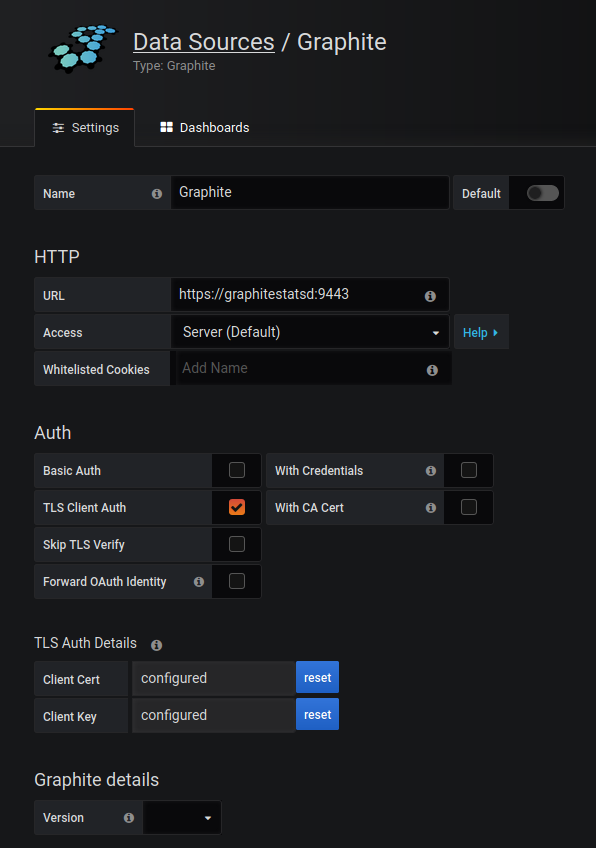 Data Sources / Graphite
Type: Graphite
Settings
Dashboards
Name
Graphite
Default
HTTP
URL
https://graphitestatsd:9443
Access
Server (Default)
Help
Whitelisted Cookies
Add Name
Auth
Basic Auth
With Credentials
TLS Client Auth
With CA Cert
Skip TLS Verify
Forward OAuth Identity
TLS Auth Details
Client Cert
configured
reset
Client Key
configured
reset
Graphite details
Version